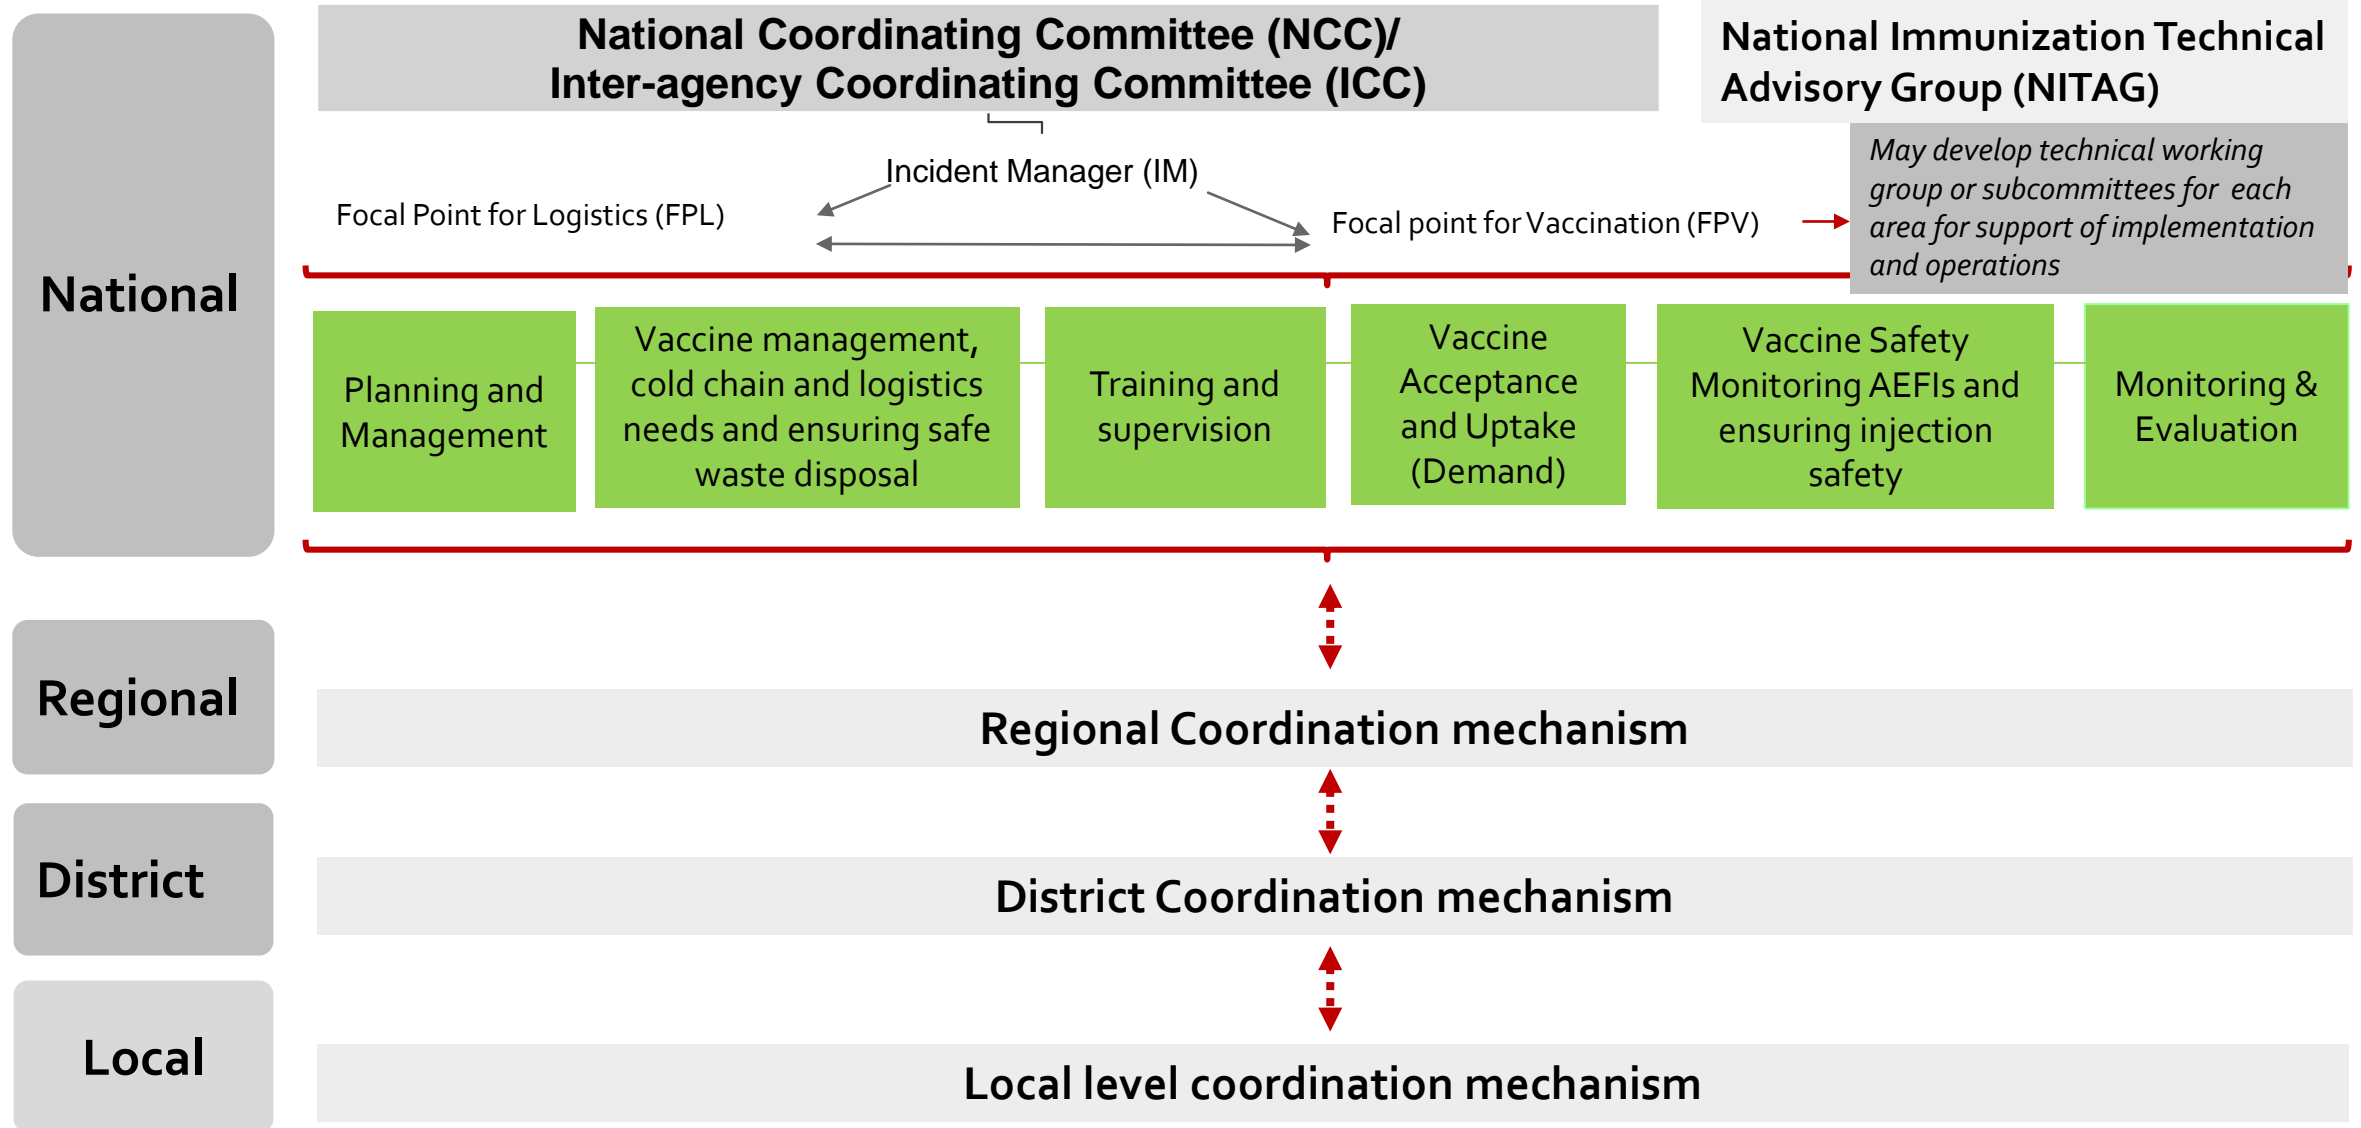 National Coordinating Committee (NCC)/
Inter-agency Coordinating Committee (ICC)
National Immunization Technical
Advisory Group (NITAG)
May develop technical working
group or subcommittees for each
area for support of implementation
and operations
Incident Manager (IM)
Focal Point for Logistics (FPL)
Focal point for Vaccination (FPV)
National
Planning and
Management
Vaccine management,
cold chain and logistics
needs and ensuring safe
waste disposal
Training and
supervision
Vaccine
Acceptance
and Uptake
(Demand)
Vaccine Safety
Monitoring AEFIs and
ensuring injection
safety
Monitoring &
Evaluation
Regional
Regional Coordination mechanism
District
District Coordination mechanism
Local
Local level coordination mechanism